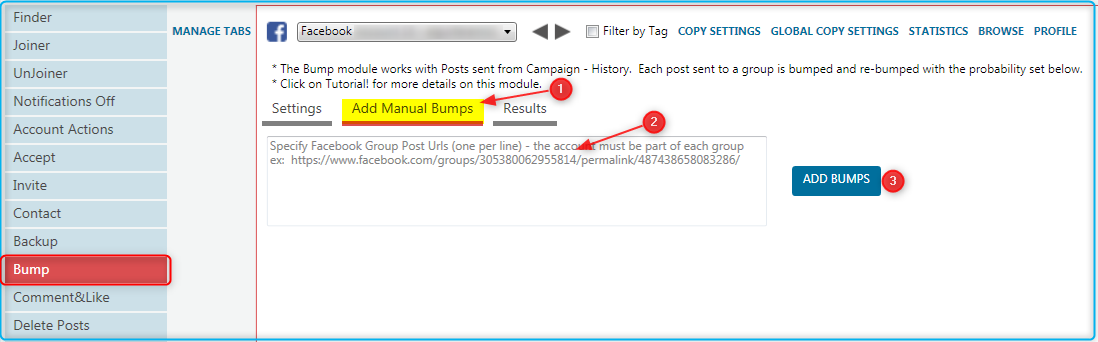 Finder
Joiner
UnJoiner
Notifications Off
Account Actions
Accept
Invite
Contact
Backup
Bump
Comment&Like
Delete Posts
MANAGE TABS
Facebook
Filter by Tag
COPY SETTINGS
GLOBAL COPY SETTINGS
STATISTICS
BROWSE
PROFILE
* The Bump module works with Posts sent from Campaign - History.  Each post sent to a group is bumped and re-bumped with the probability set below.
* Click on Tutorial! for more details on this module.
1
Settings
Add Manual Bumps
Results
2
Specify Facebook Group Post Urls (one per line) - the account must be part of each group
ex:  https://www.facebook.com/groups/305380062955814/permalink/487438658083286/
ADD BUMPS
3